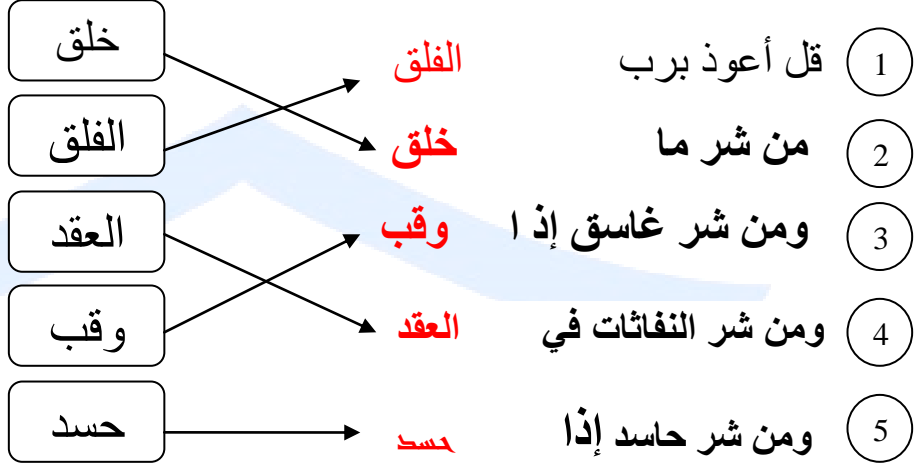 1 قل أعوذ برب الفلق خلق
2 من شر ما خلق الفلق
3 ومن شر غاسق إذ ا وقب العقد
4 ومن شر النفاثات في العقد وقب
5 ومن شر حاسد إذا حسد حسد